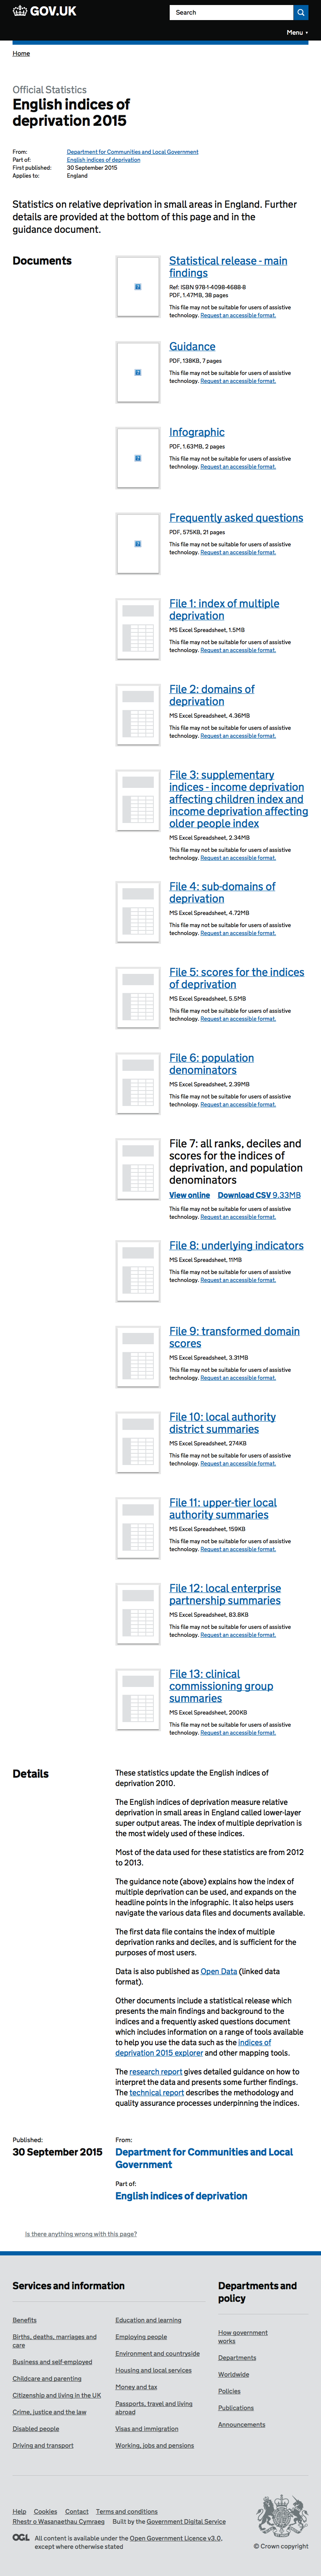 GOV.UK
Search
Menu
Home
Official Statistics
English indices of
deprivation 2015
From: Department for Communities and Local Government
Part of: English indices of deprivation
First published: 30 September 2015
Applies to: England
Statistics on relative deprivation in small areas in England. Further
details are provided at the bottom of this page and in the
guidance document.
Documents
Statistical release - main
findings
Ref: ISBN 978-1-4098-4688-8
PDF, 1.47MB, 38 pages
This file may not be suitable for users of assistive
technology. Request an accessible format.
Guidance
PDF, 138KB, 7 pages
This file may not be suitable for users of assistive
technology. Request an accessible format.
Infographic
PDF, 1.63MB, 2 pages
This file may not be suitable for users of assistive
technology. Request an accessible format.
Frequently asked questions
PDF, 575KB, 21 pages
This file may not be suitable for users of assistive
technology. Request an accessible format.
File 1: index of multiple
deprivation
MS Excel Spreadsheet, 1.5MB
This file may not be suitable for users of assistive
technology. Request an accessible format.
File 2: domains of
deprivation
MS Excel Spreadsheet, 4.36MB
This file may not be suitable for users of assistive
technology. Request an accessible format.
File 3: supplementary
indices - income deprivation
affecting children index and
income deprivation affecting
older people index
MS Excel Spreadsheet, 2.34MB
This file may not be suitable for users of assistive
technology. Request an accessible format.
File 4: sub-domains of
deprivation
MS Excel Spreadsheet, 4.72MB
This file may not be suitable for users of assistive
technology. Request an accessible format.
File 5: scores for the indices
of deprivation
MS Excel Spreadsheet, 5.5MB
This file may not be suitable for users of assistive
technology. Request an accessible format.
File 6: population
denominators
MS Excel Spreadsheet, 2.39MB
This file may not be suitable for users of assistive
technology. Request an accessible format.
File 7: all ranks, deciles and
scores for the indices of
deprivation, and population
denominators
View online Download CSV 9.33MB
This file may not be suitable for users of assistive
technology. Request an accessible format.
File 8: underlying indicators
MS Excel Spreadsheet, 11MB
This file may not be suitable for users of assistive
technology. Request an accessible format.
File 9: transformed domain
scores
MS Excel Spreadsheet, 3.31MB
This file may not be suitable for users of assistive
technology. Request an accessible format.
File 10: local authority
district summaries
MS Excel Spreadsheet, 274KB
This file may not be suitable for users of assistive
technology. Request an accessible format.
File 11: upper-tier local
authority summaries
MS Excel Spreadsheet, 159KB
This file may not be suitable for users of assistive
technology. Request an accessible format.
File 12: local enterprise
partnership summaries
MS Excel Spreadsheet, 83.8KB
This file may not be suitable for users of assistive
technology. Request an accessible format.
File 13: clinical
commissioning group
summaries
MS Excel Spreadsheet, 200KB
This file may not be suitable for users of assistive
technology. Request an accessible format.
Details
These statistics update the English indices of
deprivation 2010.
The English indices of deprivation measure relative
deprivation in small areas in England called lower-layer
super output areas. The index of multiple deprivation is
the most widely used of these indices.
Most of the data used for these statistics are from 2012
to 2013.
The guidance note (above) explains how the index of
multiple deprivation can be used, and expands on the
headline points in the infographic. It also helps users
navigate the various data files and documents available.
The first data file contains the index of multiple
deprivation ranks and deciles, and is sufficient for the
purposes of most users.
Data is also published as Open Data (linked data
format).
Other documents include a statistical release which
presents the main findings and background to the
indices and a frequently asked questions document
which includes information on a range of tools available
to help you use the data such as the indices of
deprivation 2015 explorer and other mapping tools.
The research report gives detailed guidance on how to
interpret the data and presents some further findings.
The technical report describes the methodology and
quality assurance processes underpinning the indices.
Published:
30 September 2015
From:
Department for Communities and Local
Government
Part of:
English indices of deprivation
Is there anything wrong with this page?
Services and information
Benefits
Births, deaths, marriages and
care
Business and self-employed
Childcare and parenting
Citizenship and living in the UK
Crime, justice and the law
Disabled people
Driving and transport
Education and learning
Employing people
Environment and countryside
Housing and local services
Money and tax
Passports, travel and living
abroad
Visas and immigration
Working, jobs and pensions
Departments and
policy
How government
works
Departments
Worldwide
Policies
Publications
Announcements
Help Cookies Contact Terms and conditions
Rhestr o Wasanaethau Cymraeg Built by the Government Digital Service
OGL All content is available under the Open Government Licence v3.0,
except where otherwise stated
© Crown copyright